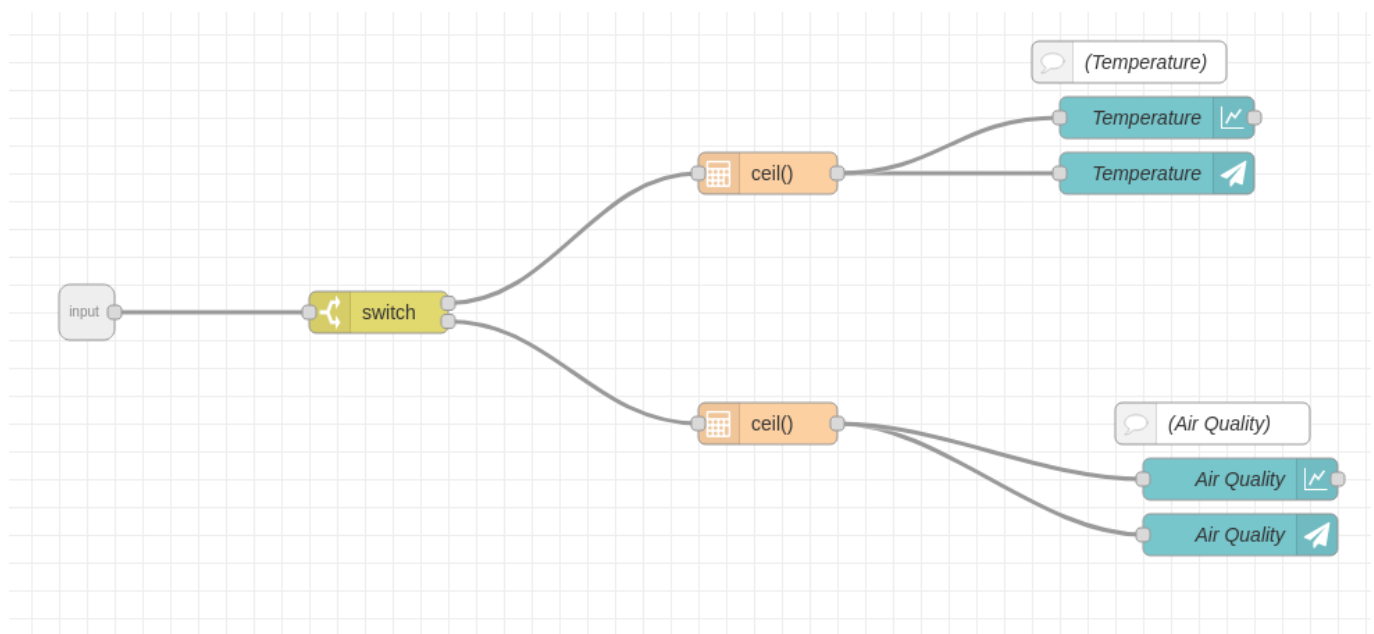 (Temperature)
Temperature
ceil()
Temperature
input
switch
ceil()
(Air Quality)
Air Quality
Air Quality